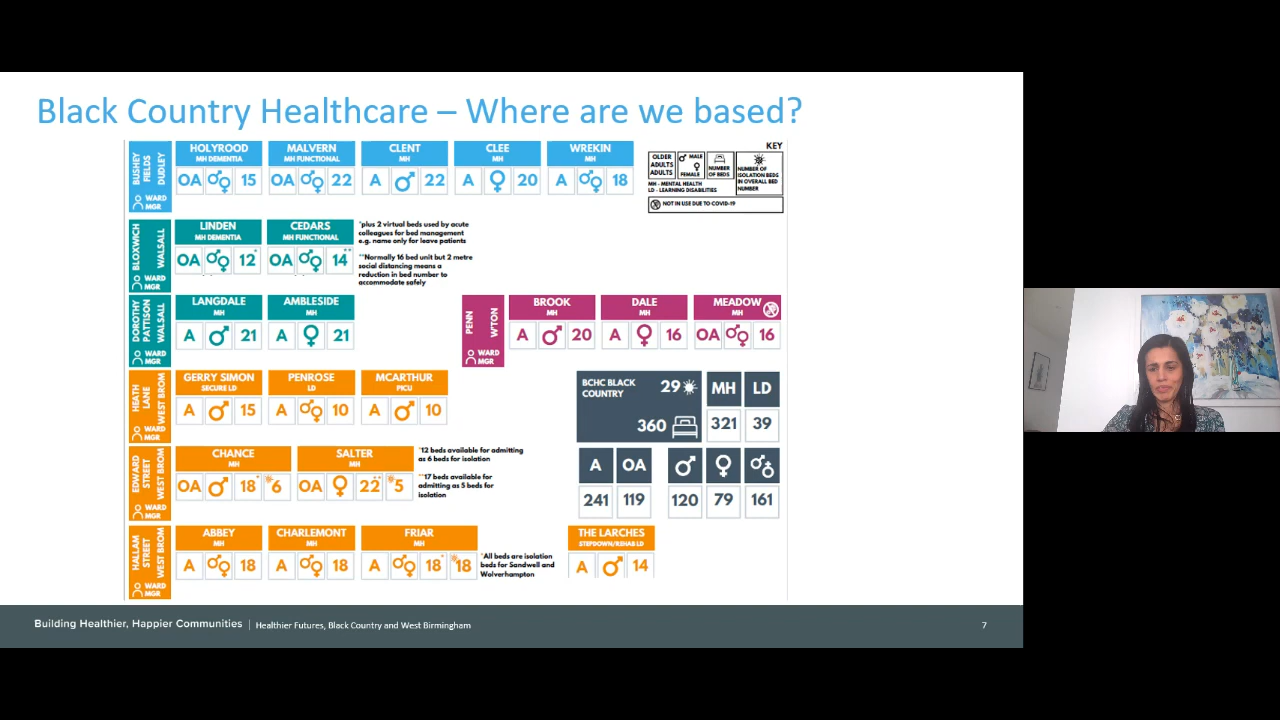 Black Country Healthcare – Where are we based?
BUSHEY FIELDS DUDLEY
WARD MGR
HOLYROOD
MH DEMENTIA
OA 15
MALVERN
MH FUNCTIONAL
OA 22
CLENT
MH
A 22
CLEE
MH
A 20
WREKIN
MH
A 18
KEY
OLDER ADULTS
ADULTS
MALE
FEMALE
NUMBER OF BEDS
NUMBER OF ISOLATION BEDS IN OVERALL BED NUMBER
MH - MENTAL HEALTH
LD - LEARNING DISABILITIES
NOT IN USE DUE TO COVID-19
BLOXWICH WALSALL
WARD MGR
LINDEN
MH DEMENTIA
OA 12*
CEDARS
MH FUNCTIONAL
OA 14**
*plus 2 virtual beds used by acute
colleagues for bed management
e.g. name only for leave patients
**Normally 16 bed unit but 2 metre
social distancing means a
reduction in bed number to
accommodate safely
DOROTHY PATTISON WALSALL
WARD MGR
LANGDALE
MH
A 21
AMBLESIDE
MH
A 21
PENN W'TON
WARD MGR
BROOK
MH
A 20
DALE
MH
A 16
MEADOW
MH
OA 16
HEATH LANE WEST BROM
WARD MGR
GERRY SIMON
SECURE LD
A 15
PENROSE
LD
A 10
MCARTHUR
PICU
A 10
BCHC BLACK COUNTRY
29
360
MH LD
321 39
A OA
241 119
120 79 161
EDWARD STREET WEST BROM
WARD MGR
CHANCE
MH
OA 18* 6
SALTER
MH
OA 22** 5
*12 beds available for admitting
as 6 beds for isolation
**17 beds available for
admitting as 5 beds for
isolation
HALLAM STREET WEST BROM
WARD MGR
ABBEY
MH
A 18
CHARLEMONT
MH
A 18
FRIAR
MH
A 18* 18
*All beds are isolation
beds for Sandwell and
Wolverhampton
THE LARCHES
STEPDOWN/REHAB LD
A 14
Building Healthier, Happier Communities | Healthier Futures, Black Country and West Birmingham
7